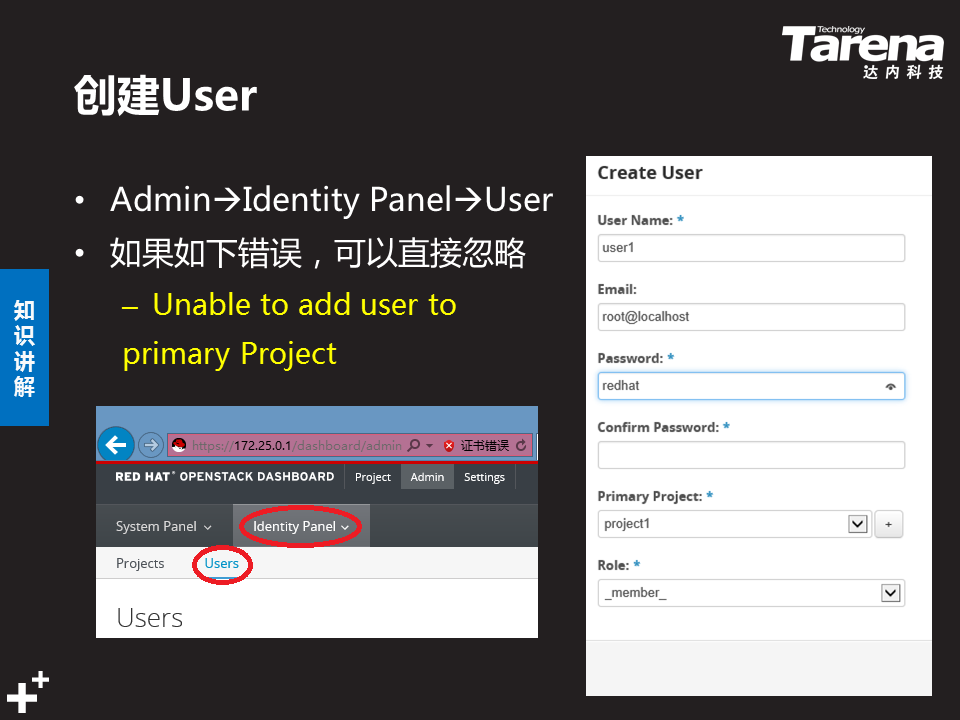 Technology
Tarena
达内科技
创建User
• Admin→Identity Panel→User
• 如果如下错误，可以直接忽略
– Unable to add user to
primary Project
知
识
讲
解
https://172.25.0.1/dashboard/admin 证书错误
RED HAT® OPENSTACK DASHBOARD Project Admin Settings
System Panel Identity Panel
Projects Users
Users
Create User
User Name: *
user1
Email:
root@localhost
Password: *
redhat
Confirm Password: *
Primary Project: *
project1 +
Role: *
_member_